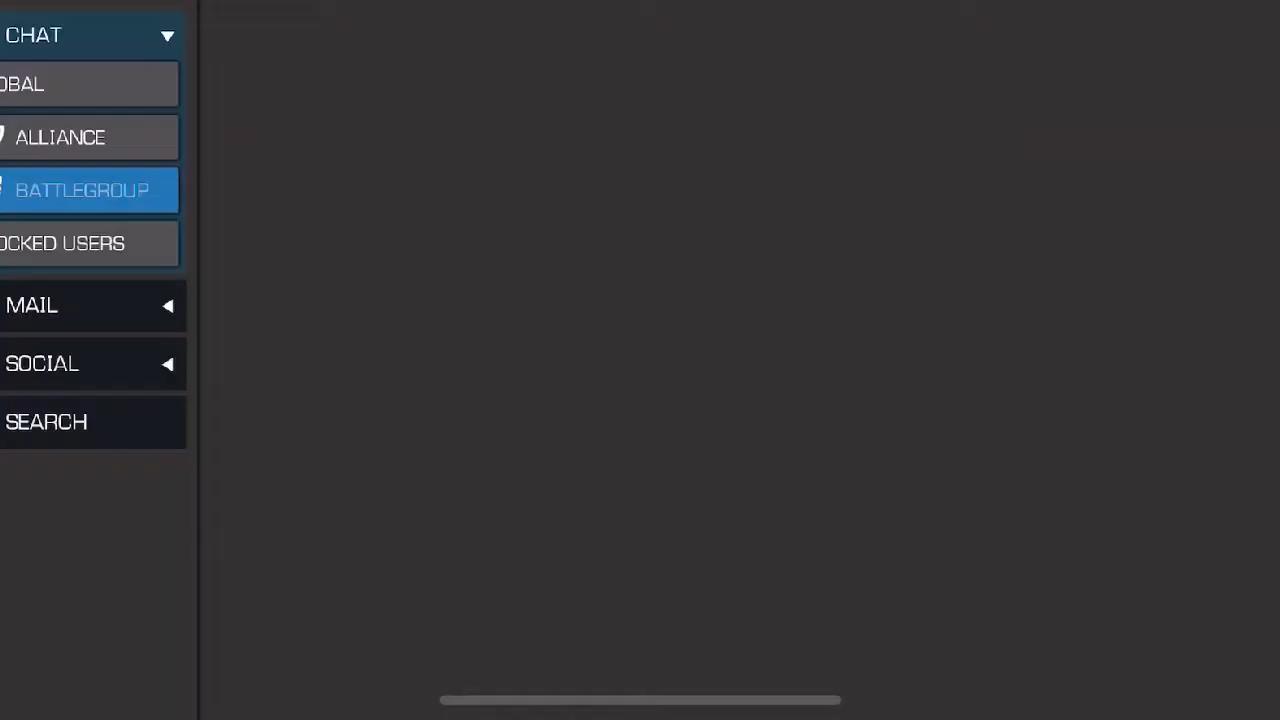 CHAT
OBAL
ALLIANCE
BATTLEGROUP
OCKED USERS
MAIL
SOCIAL
SEARCH